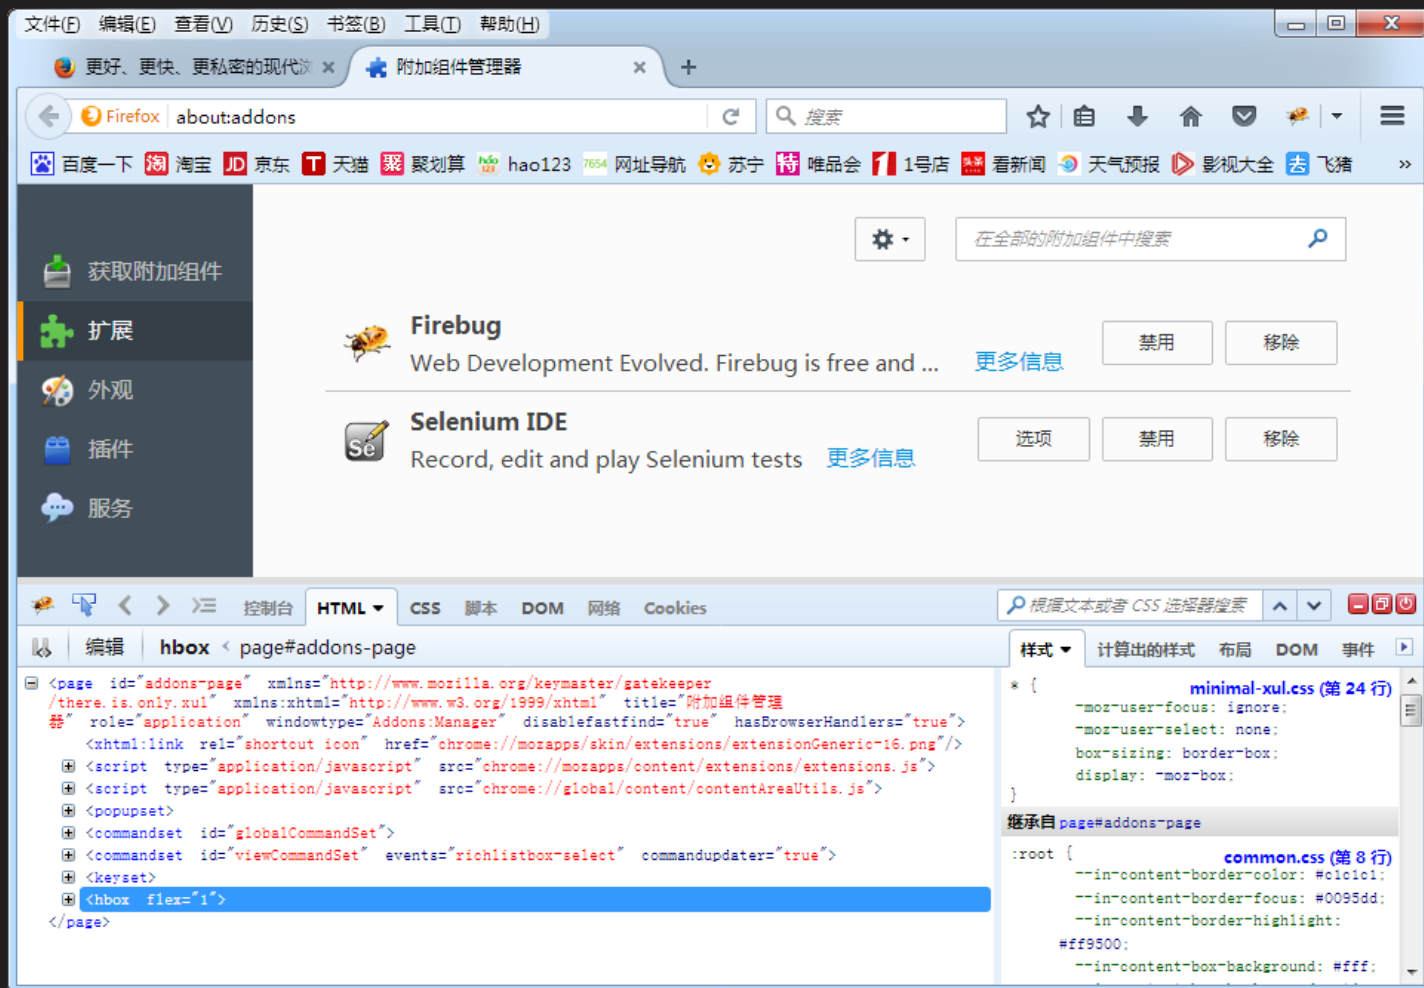 文件(F) 编辑(E) 查看(V) 历史(S) 书签(B) 工具(T) 帮助(H)
更好、更快、更私密的现代 附加组件管理器
Firefox about:addons 搜索
百度一下 淘 淘宝 JD 京东 T 天猫 聚 聚划算 hao123 hao123 7654 网址导航 苏宁 特 唯品会 1 1号店 头条 看新闻 天气预报 影视大全 去 飞猪 »
在全部的附加组件中搜索
获取附加组件
扩展
外观
插件
服务
Firebug
Web Development Evolved. Firebug is free and ... 更多信息 禁用 移除
Selenium IDE
Se Record, edit and play Selenium tests 更多信息 选项 禁用 移除
控制台 HTML CSS 脚本 DOM 网络 Cookies 根据文本或者 CSS 选择器搜索
编辑 hbox < page#addons-page 样式 计算出的样式 布局 DOM 事件
<page id="addons-page" xmlns="http://www.mozilla.org/keymaster/gatekeeper
/there.is.only.xul" xmlns:xhtml="http://www.w3.org/1999/xhtml" title="附加组件管理
器" role="application" windowtype="Addons:Manager" disablefastfind="true" hasBrowserHandlers="true">
<xhtml:link rel="shortcut icon" href="chrome://mozapps/skin/extensions/extensionGeneric-16.png"/>
<script type="application/javascript" src="chrome://mozapps/content/extensions/extensions.js">
<script type="application/javascript" src="chrome://global/content/contentAreaUtils.js">
<popupset>
<commandset id="globalCommandSet">
<commandset id="viewCommandSet" events="richlistbox-select" commandupdater="true">
<keyset>
<hbox flex="1">
</page>
* { minimal-xul.css (第 24 行)
-moz-user-focus: ignore;
-moz-user-select: none;
box-sizing: border-box;
display: -moz-box;
}
继承自 page#addons-page
:root { common.css (第 8 行)
--in-content-border-color: #c1c1c1;
--in-content-border-focus: #0095dd;
--in-content-border-highlight:
#ff9500;
--in-content-box-background: #fff;